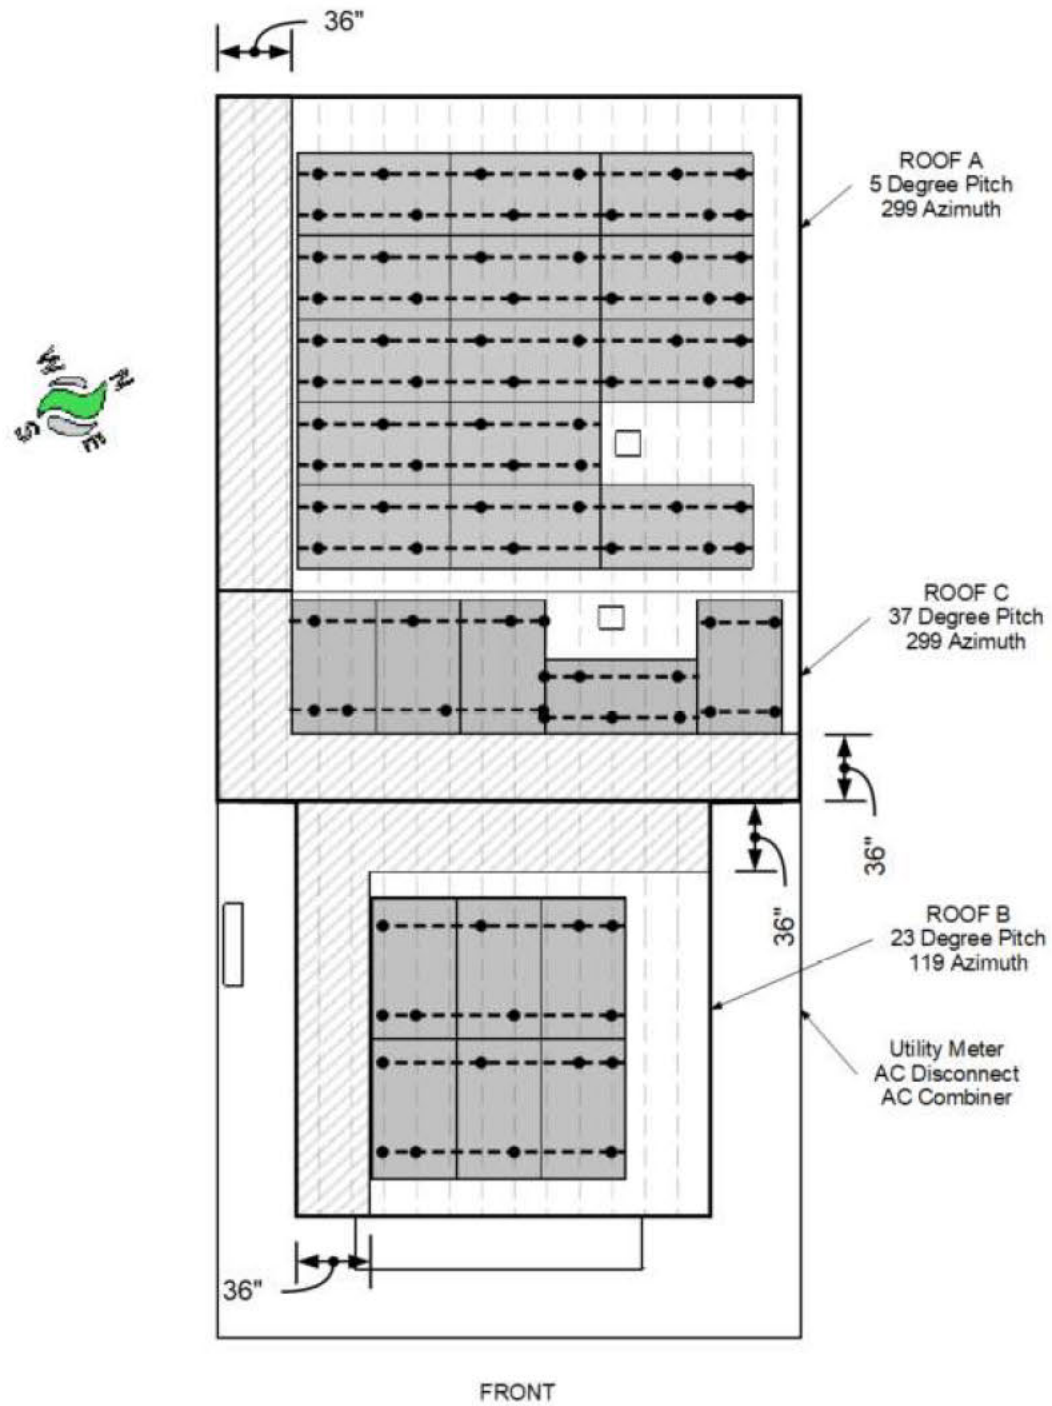 36"
ROOF A
5 Degree Pitch
299 Azimuth
W
N
S
E
ROOF C
37 Degree Pitch
299 Azimuth
36"
36"
ROOF B
23 Degree Pitch
119 Azimuth
Utility Meter
AC Disconnect
AC Combiner
36"
FRONT